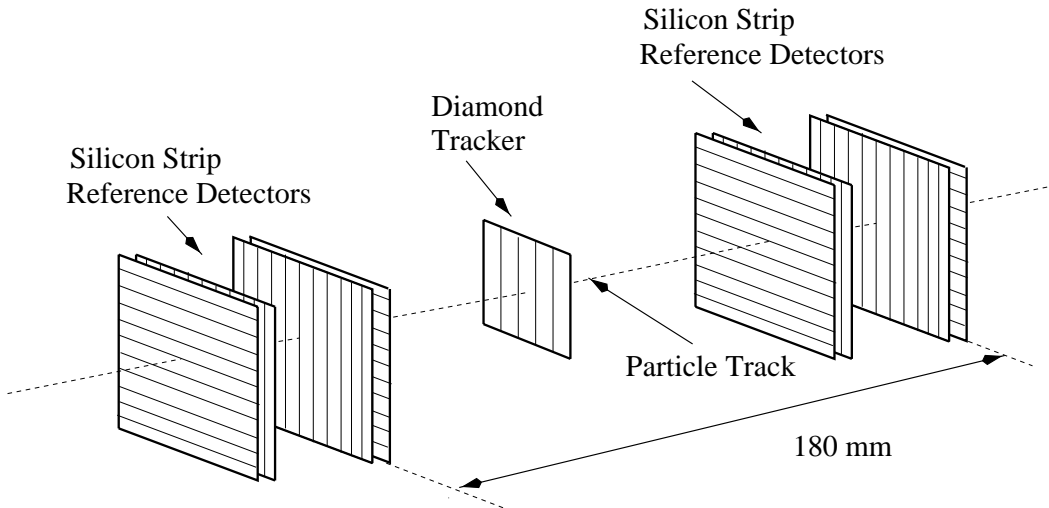 Silicon Strip
Reference Detectors
Diamond
Tracker
Silicon Strip
Reference Detectors
Particle Track
180 mm